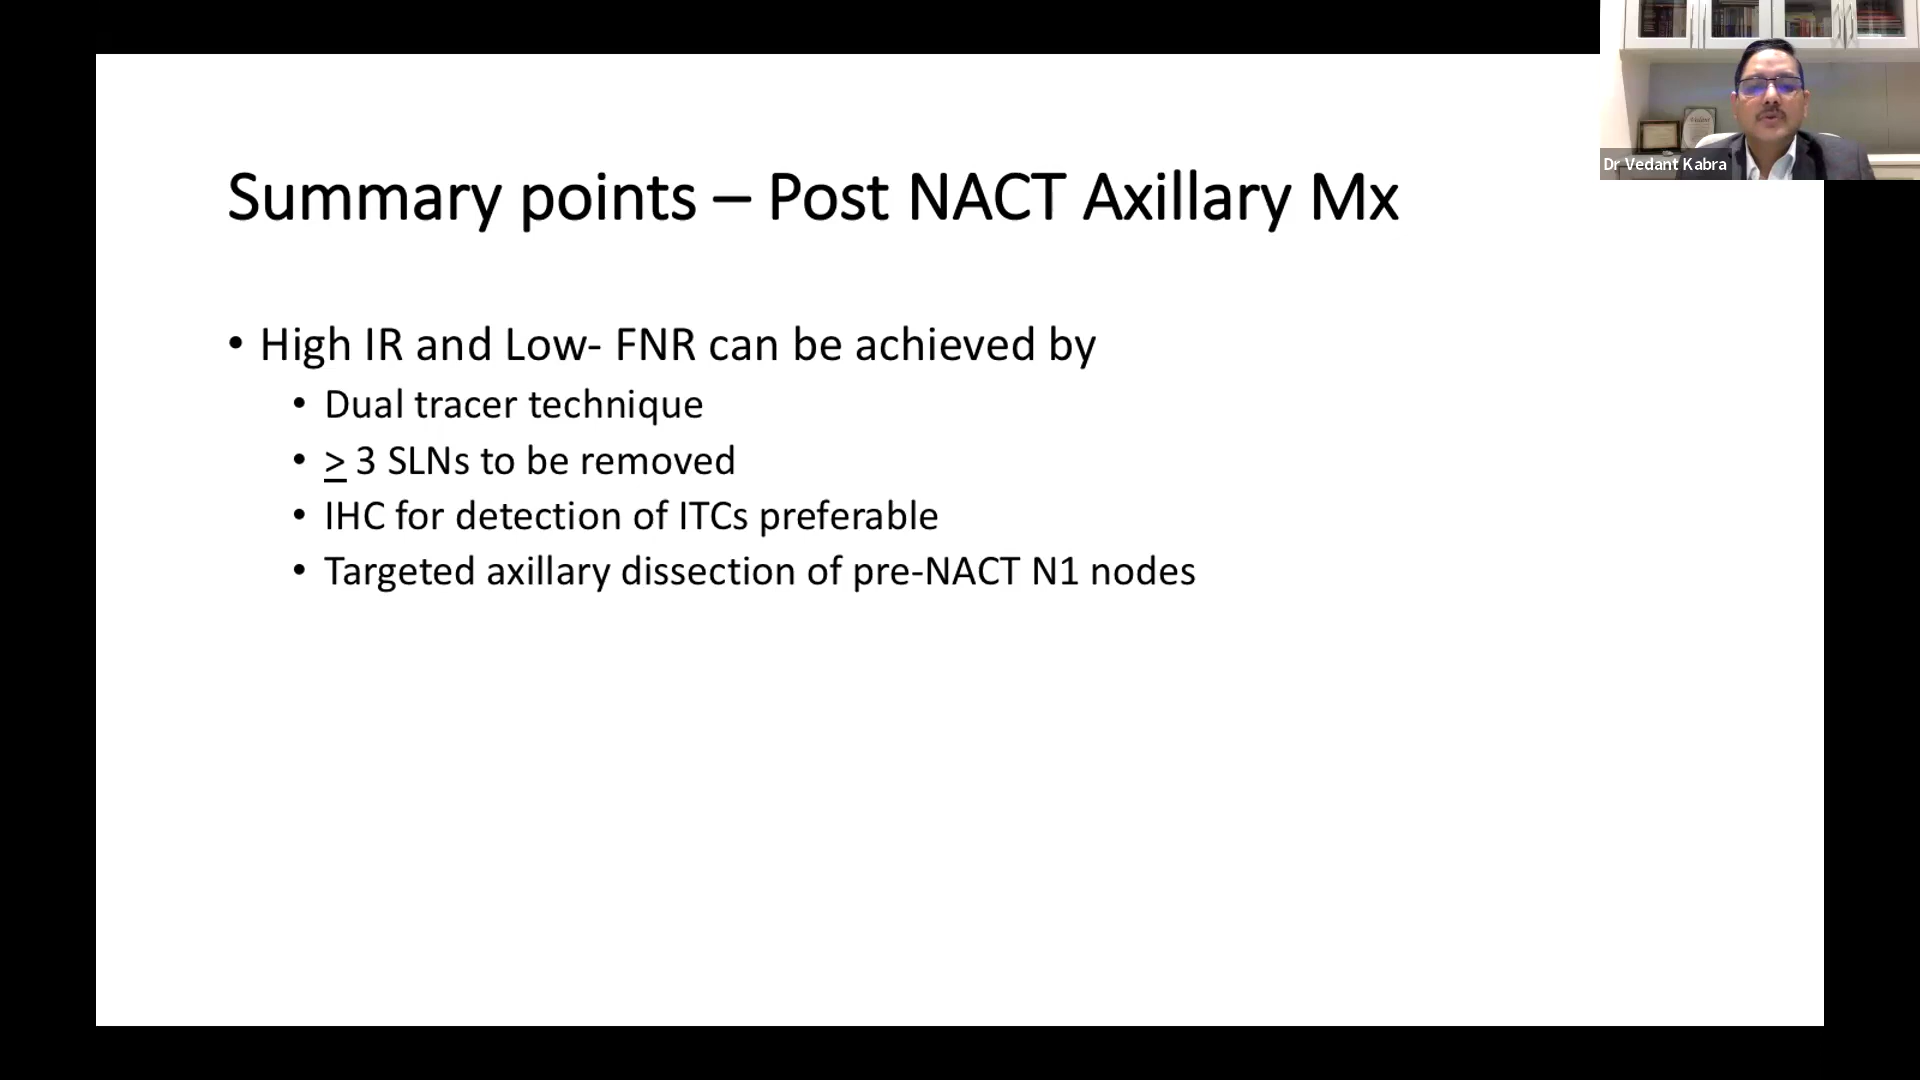 Dr Vedant Kabra
Summary points – Post NACT Axillary Mx
• High IR and Low- FNR can be achieved by
• Dual tracer technique
• > 3 SLNs to be removed
• IHC for detection of ITCs preferable
• Targeted axillary dissection of pre-NACT N1 nodes